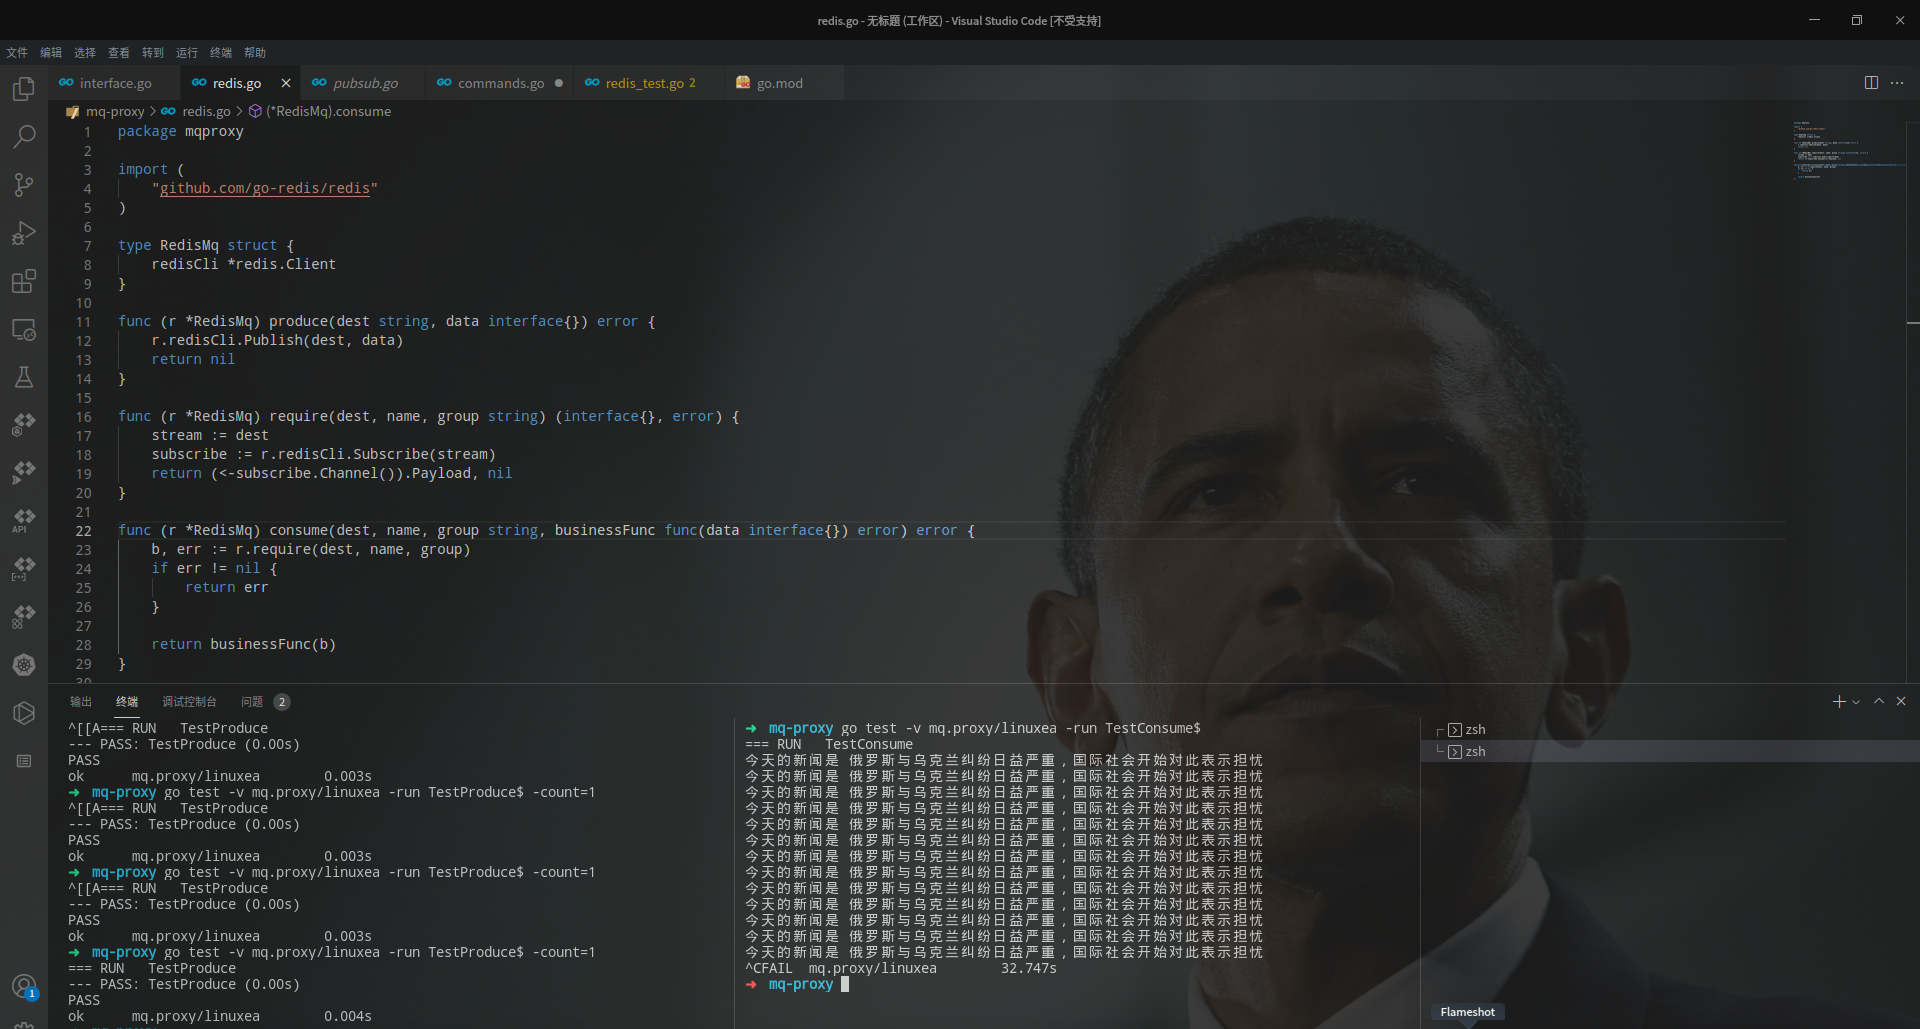 redis.go - 无标题 (工作区) - Visual Studio Code [不受支持]
文件 编辑 选择 查看 转到 运行 终端 帮助
interface.go redis.go pubsub.go commands.go redis_test.go 2 go.mod
mq-proxy > redis.go > (*RedisMq).consume
1 package mqproxy
2
3 import (
4 "github.com/go-redis/redis"
5 )
6
7 type RedisMq struct {
8 redisCli *redis.Client
9 }
10
11 func (r *RedisMq) produce(dest string, data interface{}) error {
12 r.redisCli.Publish(dest, data)
13 return nil
14 }
15
16 func (r *RedisMq) require(dest, name, group string) (interface{}, error) {
17 stream := dest
18 subscribe := r.redisCli.Subscribe(stream)
19 return (<-subscribe.Channel()).Payload, nil
20 }
21
22 func (r *RedisMq) consume(dest, name, group string, businessFunc func(data interface{}) error) error {
23 b, err := r.require(dest, name, group)
24 if err != nil {
25 return err
26 }
27
28 return businessFunc(b)
29 }
30
API
输出 终端 调试控制台 问题 2
^[[A=== RUN TestProduce
--- PASS: TestProduce (0.00s)
PASS
ok mq.proxy/linuxea 0.003s
➜ mq-proxy go test -v mq.proxy/linuxea -run TestProduce$ -count=1
^[[A=== RUN TestProduce
--- PASS: TestProduce (0.00s)
PASS
ok mq.proxy/linuxea 0.003s
➜ mq-proxy go test -v mq.proxy/linuxea -run TestProduce$ -count=1
^[[A=== RUN TestProduce
--- PASS: TestProduce (0.00s)
PASS
ok mq.proxy/linuxea 0.003s
➜ mq-proxy go test -v mq.proxy/linuxea -run TestProduce$ -count=1
=== RUN TestProduce
--- PASS: TestProduce (0.00s)
PASS
ok mq.proxy/linuxea 0.004s
➜ mq-proxy go test -v mq.proxy/linuxea -run TestConsume$
=== RUN TestConsume
今天的新闻是 俄罗斯与乌克兰纠纷日益严重，国际社会开始对此表示担忧
今天的新闻是 俄罗斯与乌克兰纠纷日益严重，国际社会开始对此表示担忧
今天的新闻是 俄罗斯与乌克兰纠纷日益严重，国际社会开始对此表示担忧
今天的新闻是 俄罗斯与乌克兰纠纷日益严重，国际社会开始对此表示担忧
今天的新闻是 俄罗斯与乌克兰纠纷日益严重，国际社会开始对此表示担忧
今天的新闻是 俄罗斯与乌克兰纠纷日益严重，国际社会开始对此表示担忧
今天的新闻是 俄罗斯与乌克兰纠纷日益严重，国际社会开始对此表示担忧
今天的新闻是 俄罗斯与乌克兰纠纷日益严重，国际社会开始对此表示担忧
今天的新闻是 俄罗斯与乌克兰纠纷日益严重，国际社会开始对此表示担忧
今天的新闻是 俄罗斯与乌克兰纠纷日益严重，国际社会开始对此表示担忧
今天的新闻是 俄罗斯与乌克兰纠纷日益严重，国际社会开始对此表示担忧
今天的新闻是 俄罗斯与乌克兰纠纷日益严重，国际社会开始对此表示担忧
今天的新闻是 俄罗斯与乌克兰纠纷日益严重，国际社会开始对此表示担忧
^CFAIL mq.proxy/linuxea 32.747s
➜ mq-proxy
zsh
zsh
1
Flameshot